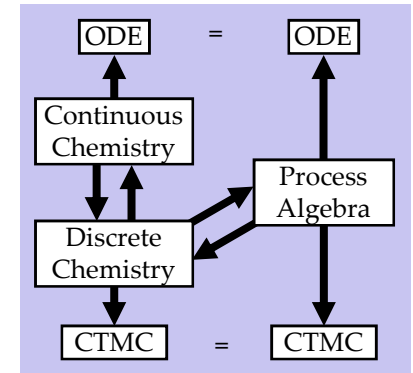 ODE = ODE
Continuous
Chemistry
Process
Algebra
Discrete
Chemistry
CTMC = CTMC